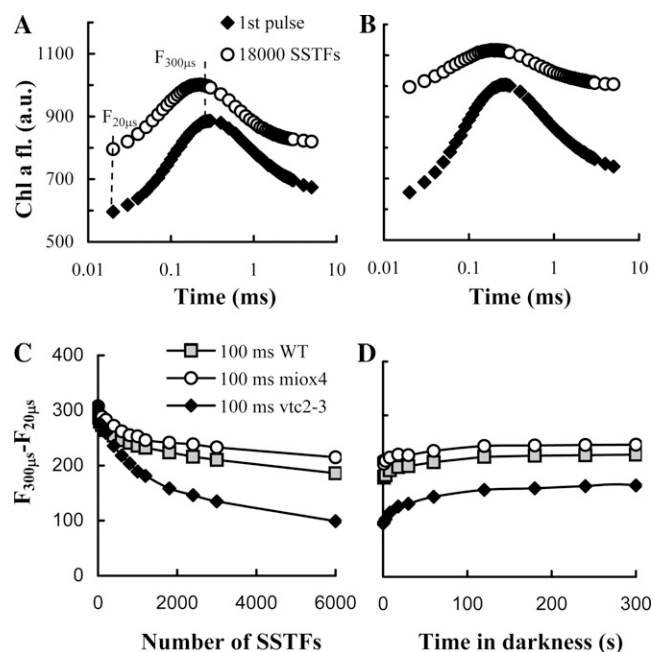 A
◆ 1st pulse
○ 18000 SSTFs
B
F300µs
F20µs
Chl a fl. (a.u.)
1100
900
700
500
0.01 0.1 1 10
Time (ms)
0.01 0.1 1 10
Time (ms)
C
100 ms WT
100 ms miox4
100 ms vtc2-3
D
F300µs-F20µs
400
300
200
100
0
0 2000 4000 6000
Number of SSTFs
0 100 200 300
Time in darkness (s)